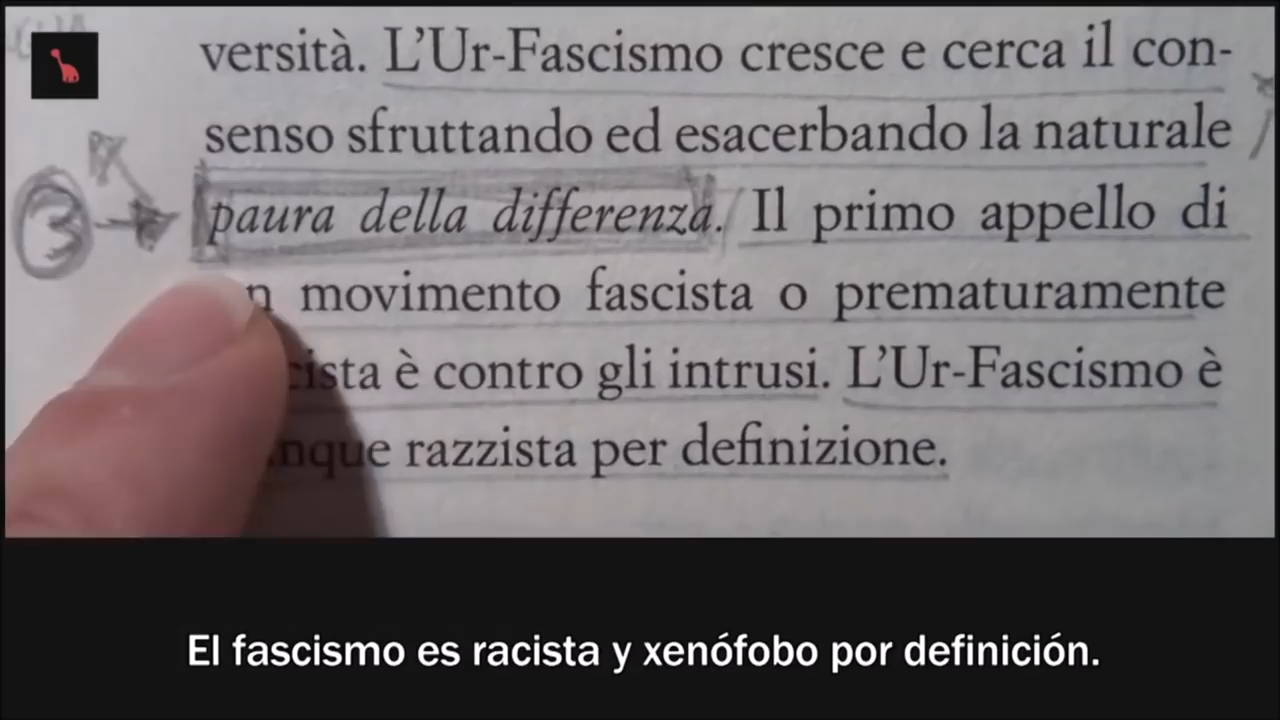 versità. L'Ur-Fascismo cresce e cerca il con-
senso sfruttando ed esacerbando la naturale
3 paura della differenza. Il primo appello di
n movimento fascista o prematuramente
cista è contro gli intrusi. L'Ur-Fascismo è
nque razzista per definizione.
El fascismo es racista y xenófobo por definición.